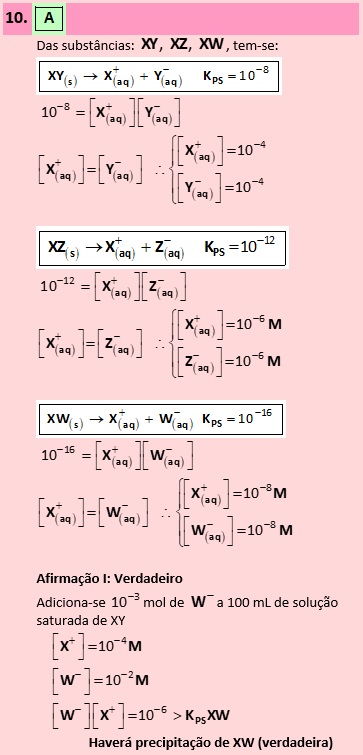 10. A
Das substâncias: XY, XZ, XW, tem-se:
XY(s) → X⁺(aq) + Y⁻(aq) KPS = 10⁻⁸
10⁻⁸ = [X⁺(aq)][Y⁻(aq)]
[X⁺(aq)] = [Y⁻(aq)] ∴ { [X⁺(aq)] = 10⁻⁴
[Y⁻(aq)] = 10⁻⁴
XZ(s) → X⁺(aq) + Z⁻(aq) KPS = 10⁻¹²
10⁻¹² = [X⁺(aq)][Z⁻(aq)]
[X⁺(aq)] = [Z⁻(aq)] ∴ { [X⁺(aq)] = 10⁻⁶ M
[Z⁻(aq)] = 10⁻⁶ M
XW(s) → X⁺(aq) + W⁻(aq) KPS = 10⁻¹⁶
10⁻¹⁶ = [X⁺(aq)][W⁻(aq)]
[X⁺(aq)] = [W⁻(aq)] ∴ { [X⁺(aq)] = 10⁻⁸ M
[W⁻(aq)] = 10⁻⁸ M
Afirmação I: Verdadeiro
Adiciona-se 10⁻³ mol de W⁻ a 100 mL de solução
saturada de XY
[X⁺] = 10⁻⁴ M
[W⁻] = 10⁻² M
[W⁻][X⁺] = 10⁻⁶ > KPS XW
Haverá precipitação de XW (verdadeira)